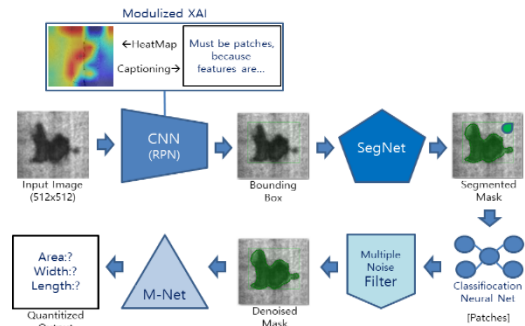 Modulized XAI
←HeatMap
Captioning→
Must be patches,
because
features are...
CNN
(RPN)
SegNet
Input Image
(512x512)
Bounding
Box
Segmented
Mask
Area:?
Width:?
Length:?
M-Net
Multiple
Noise
Filter
Classifiocation
Neural Net
[Patches]
Quantitized
Denoised
Mask